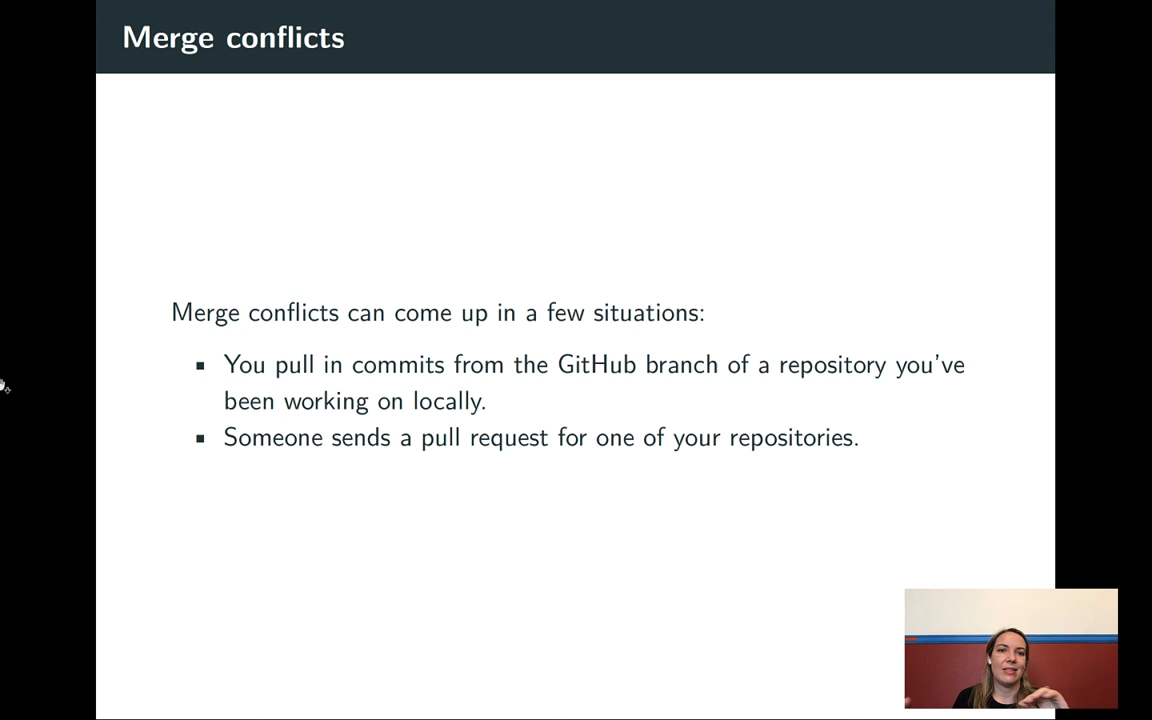 Merge conflicts
Merge conflicts can come up in a few situations:
▪ You pull in commits from the GitHub branch of a repository you've
been working on locally.
▪ Someone sends a pull request for one of your repositories.